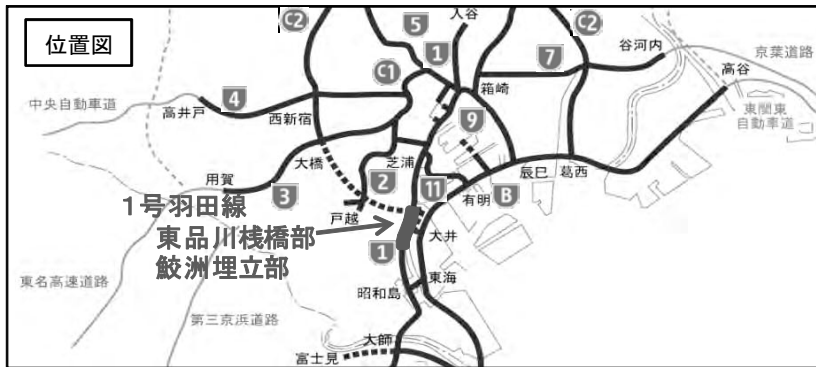 位置図
C2
5
1
入谷
C2
谷河内
京葉道路
7
高谷
C1
箱崎
中央自動車道
4
高井戸
西新宿
9
東関東
自動車道
大橋
芝浦
用賀
3
2
11
辰巳
葛西
有明
B
1号羽田線
東品川桟橋部
鮫洲埋立部
戸越
大井
1
東海
昭和島
東名高速道路
第三京浜道路
大師
富士見